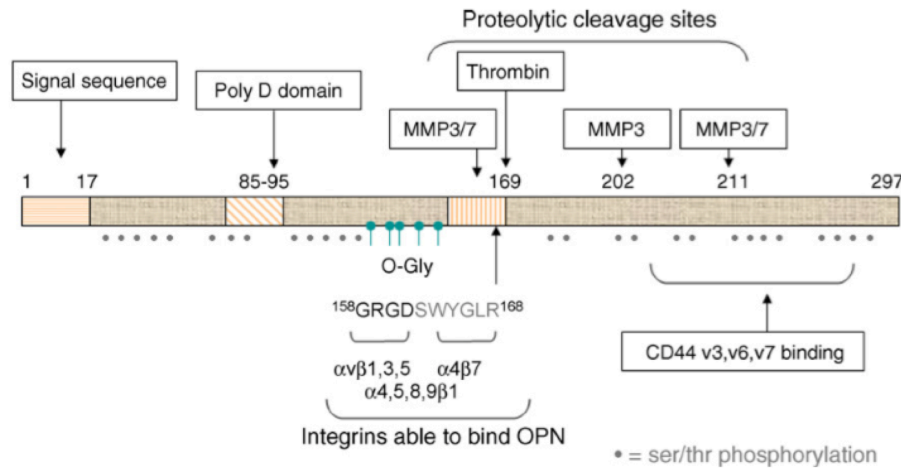 Proteolytic cleavage sites
Signal sequence
Poly D domain
Thrombin
MMP3/7
MMP3
MMP3/7
1 17 85-95 169 202 211 297
O-Gly
¹⁵⁸GRGDSWYGLR¹⁶⁸
αvβ1,3,5 α4β7
α4,5,8,9β1
Integrins able to bind OPN
CD44 v3,v6,v7 binding
• = ser/thr phosphorylation